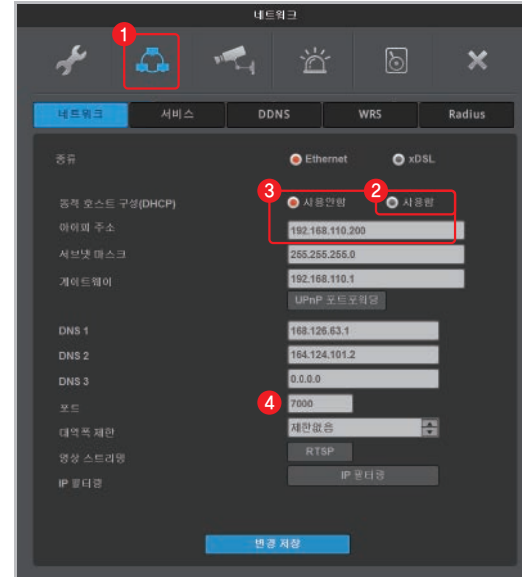 네트워크
1
네트워크 서비스 DDNS WRS Radius
종류 Ethernet xDSL
3 2
동적 호스트 구성(DHCP) 사용안함 사용함
아이피 주소 192.168.110.200
서브넷 마스크 255.255.255.0
게이트웨이 192.168.110.1
UPnP 포트포워딩
DNS 1 168.126.63.1
DNS 2 164.124.101.2
DNS 3 0.0.0.0
4
포트 7000
대역폭 제한 제한없음
영상 스트리밍 RTSP
IP 필터링 IP 필터링
변경 저장